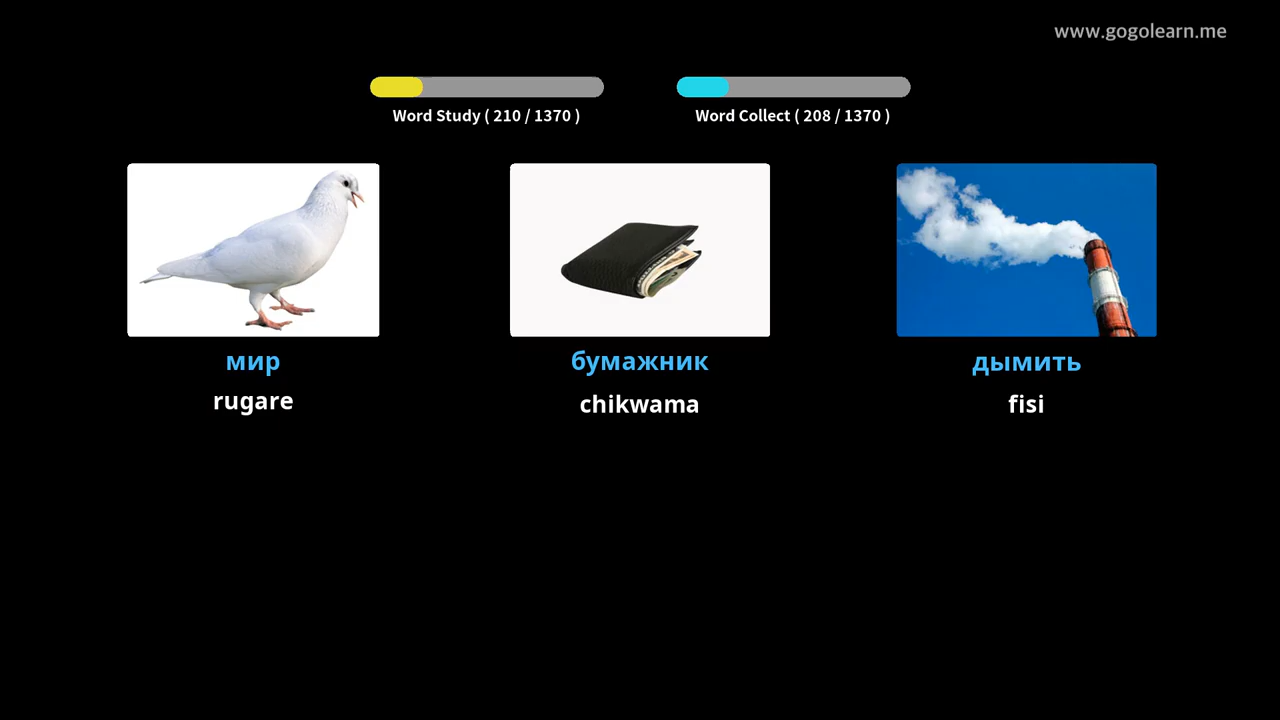 www.gogolearn.me
Word Study ( 210 / 1370 )
Word Collect ( 208 / 1370 )
мир
бумажник
дымить
rugare
chikwama
fisi